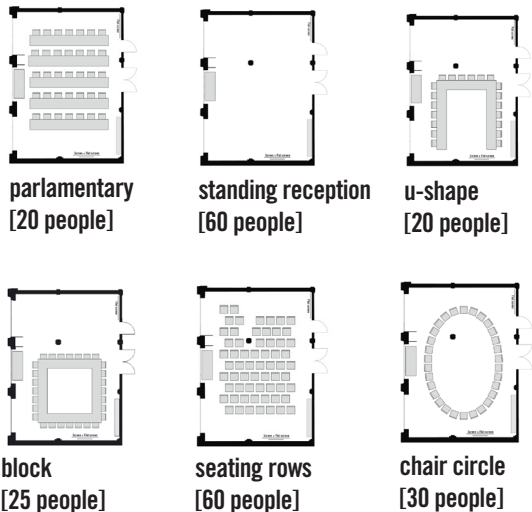 parlamentary
[20 people]
standing reception
[60 people]
u-shape
[20 people]
block
[25 people]
seating rows
[60 people]
chair circle
[30 people]